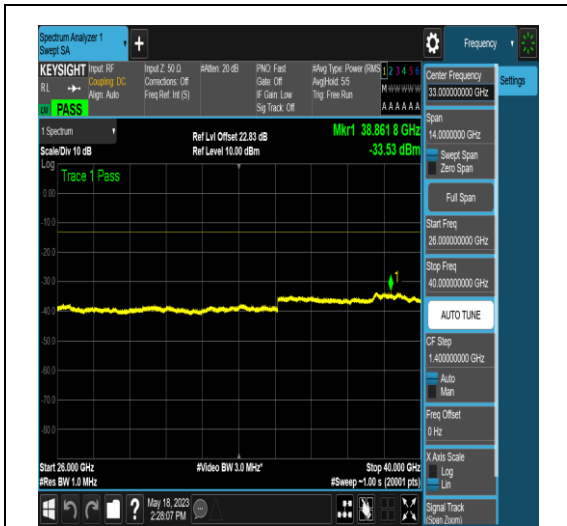 Spectrum Analyzer 1
Swept SA
Frequency
KEYSIGHT
RL
PASS
Input: RF
Coupling: DC
Align: Auto
Input Z: 50 Ω
Corrections: Off
Freq Ref: Int (S)
#Atten: 20 dB
PNO: Fast
Gate: Off
IF Gain: Low
Sig Track: Off
#Avg Type: Power (RMS
Avg|Hold: 5/5
Trig: Free Run
1 2 3 4 5 6
M W W W W W
A A A A A A
1 Spectrum
Scale/Div 10 dB
Ref Lvl Offset 22.83 dB
Ref Level 10.00 dBm
Mkr1 38.861 8 GHz
-33.53 dBm
Log
Trace 1 Pass
0.00
-10.0
-20.0
-30.0
-40.0
-50.0
-60.0
-70.0
-80.0
1
Start 26.000 GHz
#Res BW 1.0 MHz
#Video BW 3.0 MHz*
Stop 40.000 GHz
#Sweep ~1.00 s (20001 pts)
May 18, 2023
2:28:07 PM
Center Frequency
33.000000000 GHz
Settings
Span
14.0000000 GHz
Swept Span
Zero Span
Full Span
Start Freq
26.000000000 GHz
Stop Freq
40.000000000 GHz
AUTO TUNE
CF Step
1.400000000 GHz
Auto
Man
Freq Offset
0 Hz
X Axis Scale
Log
Lin
Signal Track
(Span Zoom)